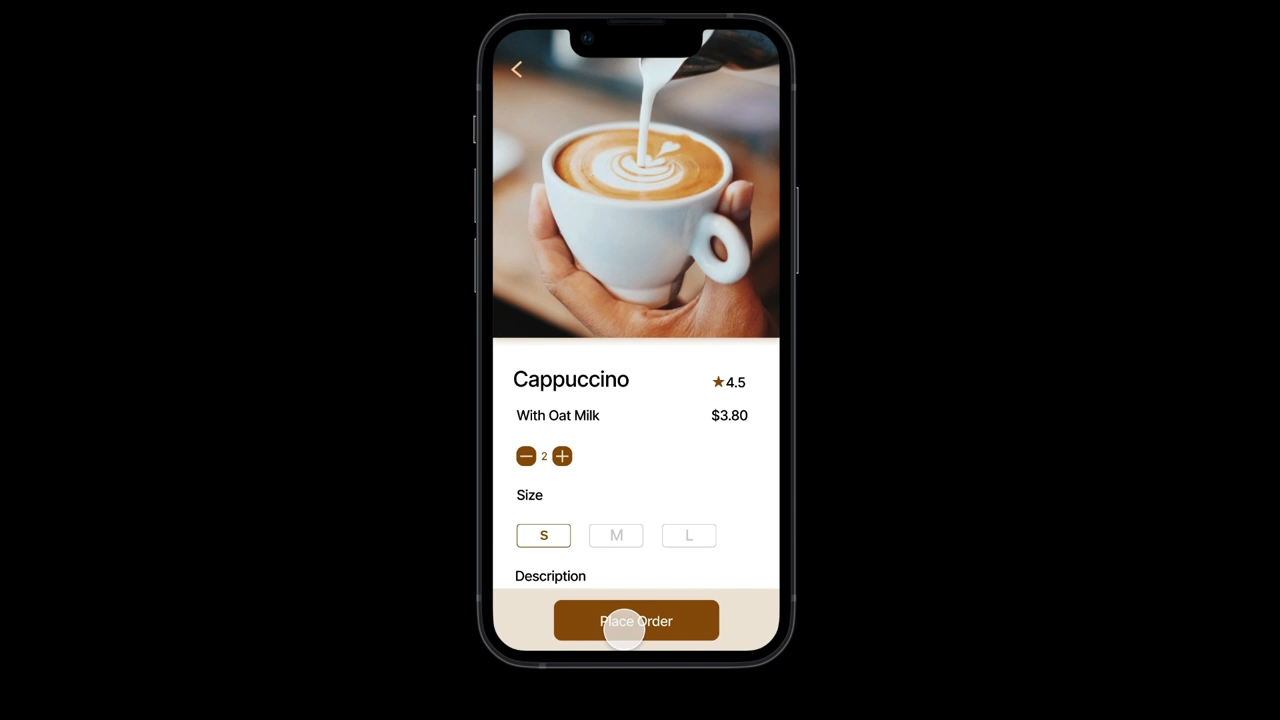 Cappuccino
★4.5
With Oat Milk
$3.80
2
Size
S
M
L
Description
Place Order